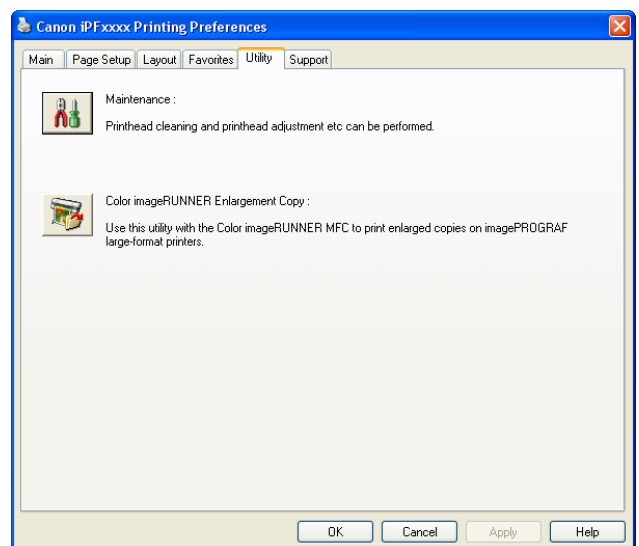 Canon iPFxxxx Printing Preferences
Main Page Setup Layout Favorites Utility Support
Maintenance :
Printhead cleaning and printhead adjustment etc can be performed.
Color imageRUNNER Enlargement Copy :
Use this utility with the Color imageRUNNER MFC to print enlarged copies on imagePROGRAF
large-format printers.
OK Cancel Apply Help